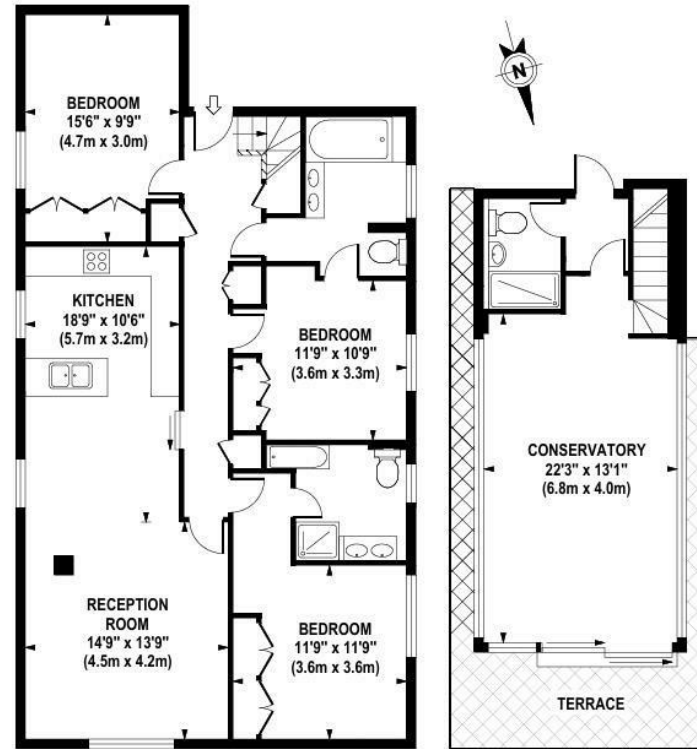 BEDROOM
15'6" x 9'9"
(4.7m x 3.0m)
N
KITCHEN
18'9" x 10'6"
(5.7m x 3.2m)
BEDROOM
11'9" x 10'9"
(3.6m x 3.3m)
RECEPTION
ROOM
14'9" x 13'9"
(4.5m x 4.2m)
BEDROOM
11'9" x 11'9"
(3.6m x 3.6m)
CONSERVATORY
22'3" x 13'1"
(6.8m x 4.0m)
TERRACE